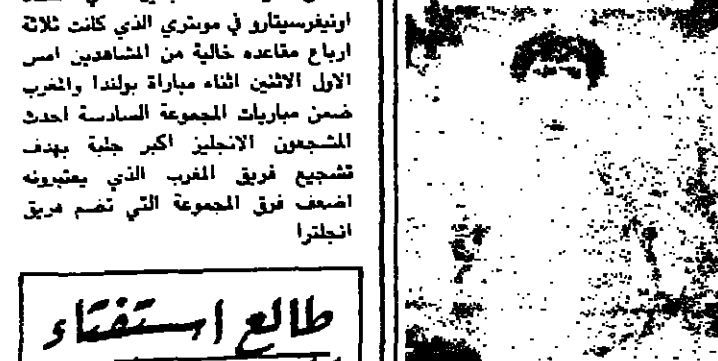 اونيفرسيتارو في مونتري الذي كانت ثلاثة
ارباع مقاعده خالية من المشاهدين امس
الاول الاثنين اثناء مباراة بولندا والمغرب
ضمن مباريات المجموعة السادسة احدث
المشجعون الانجليز اكبر جلبة بهدف
تشجيع فريق المغرب الذي يعتبرونه
اضعف فرق المجموعة التي تضم فريق
انجلترا
طالع استفتاء